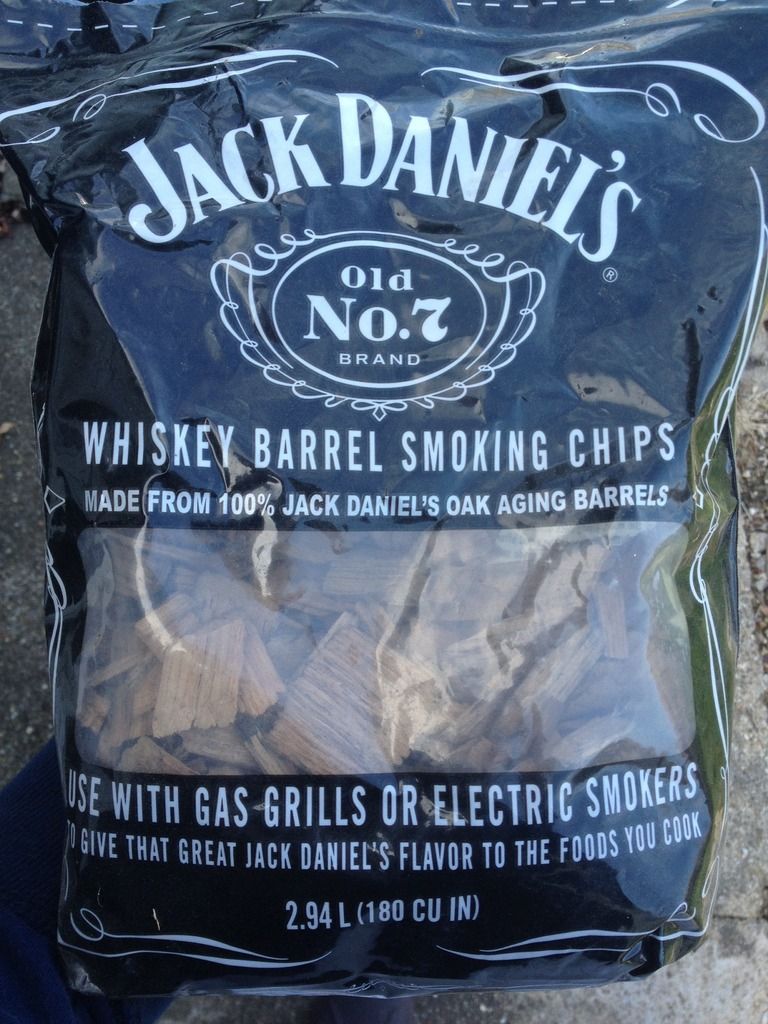 JACK DANIEL'S
®
Old
No.7
BRAND
WHISKEY BARREL SMOKING CHIPS
MADE FROM 100% JACK DANIEL'S OAK AGING BARRELS
USE WITH GAS GRILLS OR ELECTRIC SMOKERS
TO GIVE THAT GREAT JACK DANIEL'S FLAVOR TO THE FOODS YOU COOK
2.94 L (180 CU IN)